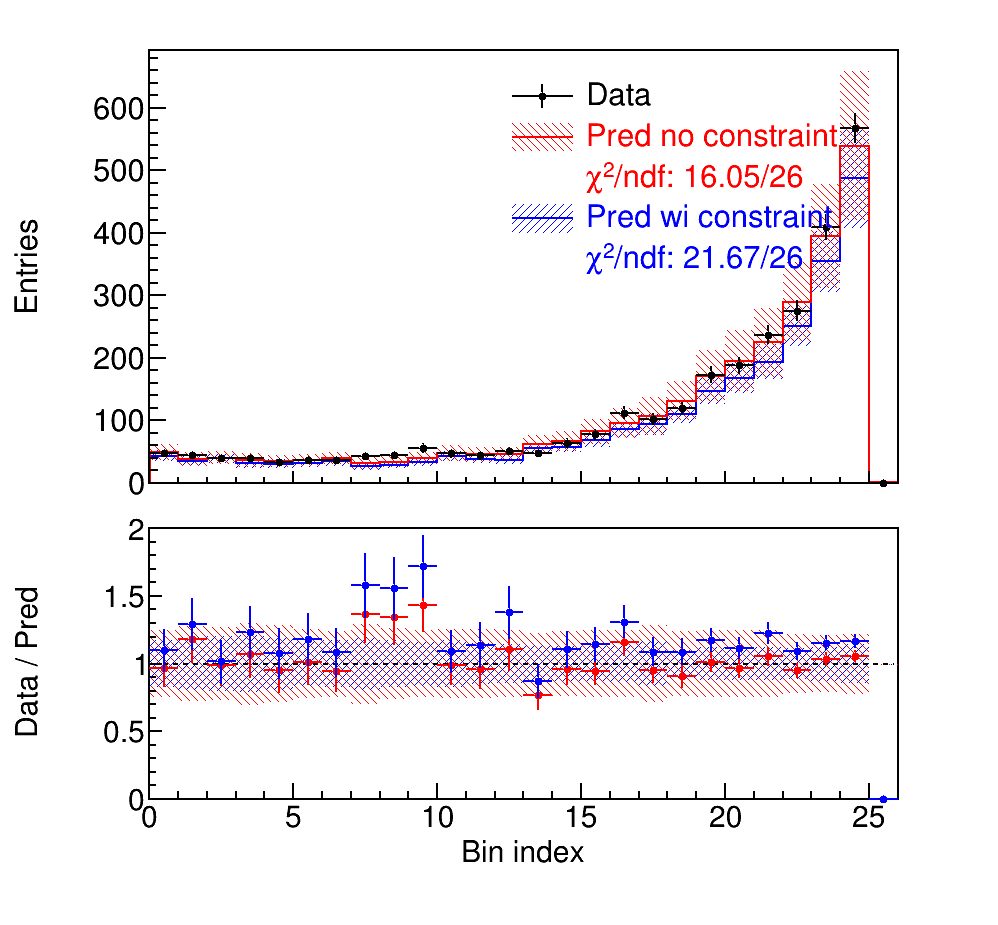 Entries
600
500
400
300
200
100
0
Data
Pred no constraint
χ²/ndf: 16.05/26
Pred wi constraint
χ²/ndf: 21.67/26
Data / Pred
2
1.5
1
0.5
0
0 5 10 15 20 25
Bin index